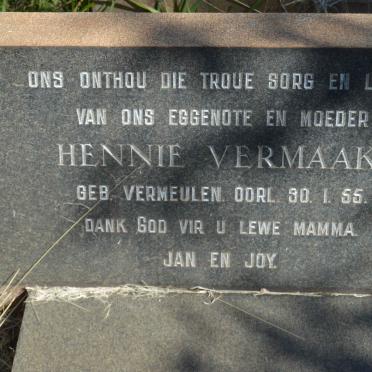 ONS ONTHOU DIE TROUE SORG EN
VAN ONS EGGENOTE EN MOEDER
HENNIE VERMAAK
GEB. VERMEULEN. OORL. 30. 1. 55.
DANK GOD VIR U LEWE MAMMA.
JAN EN JOY.